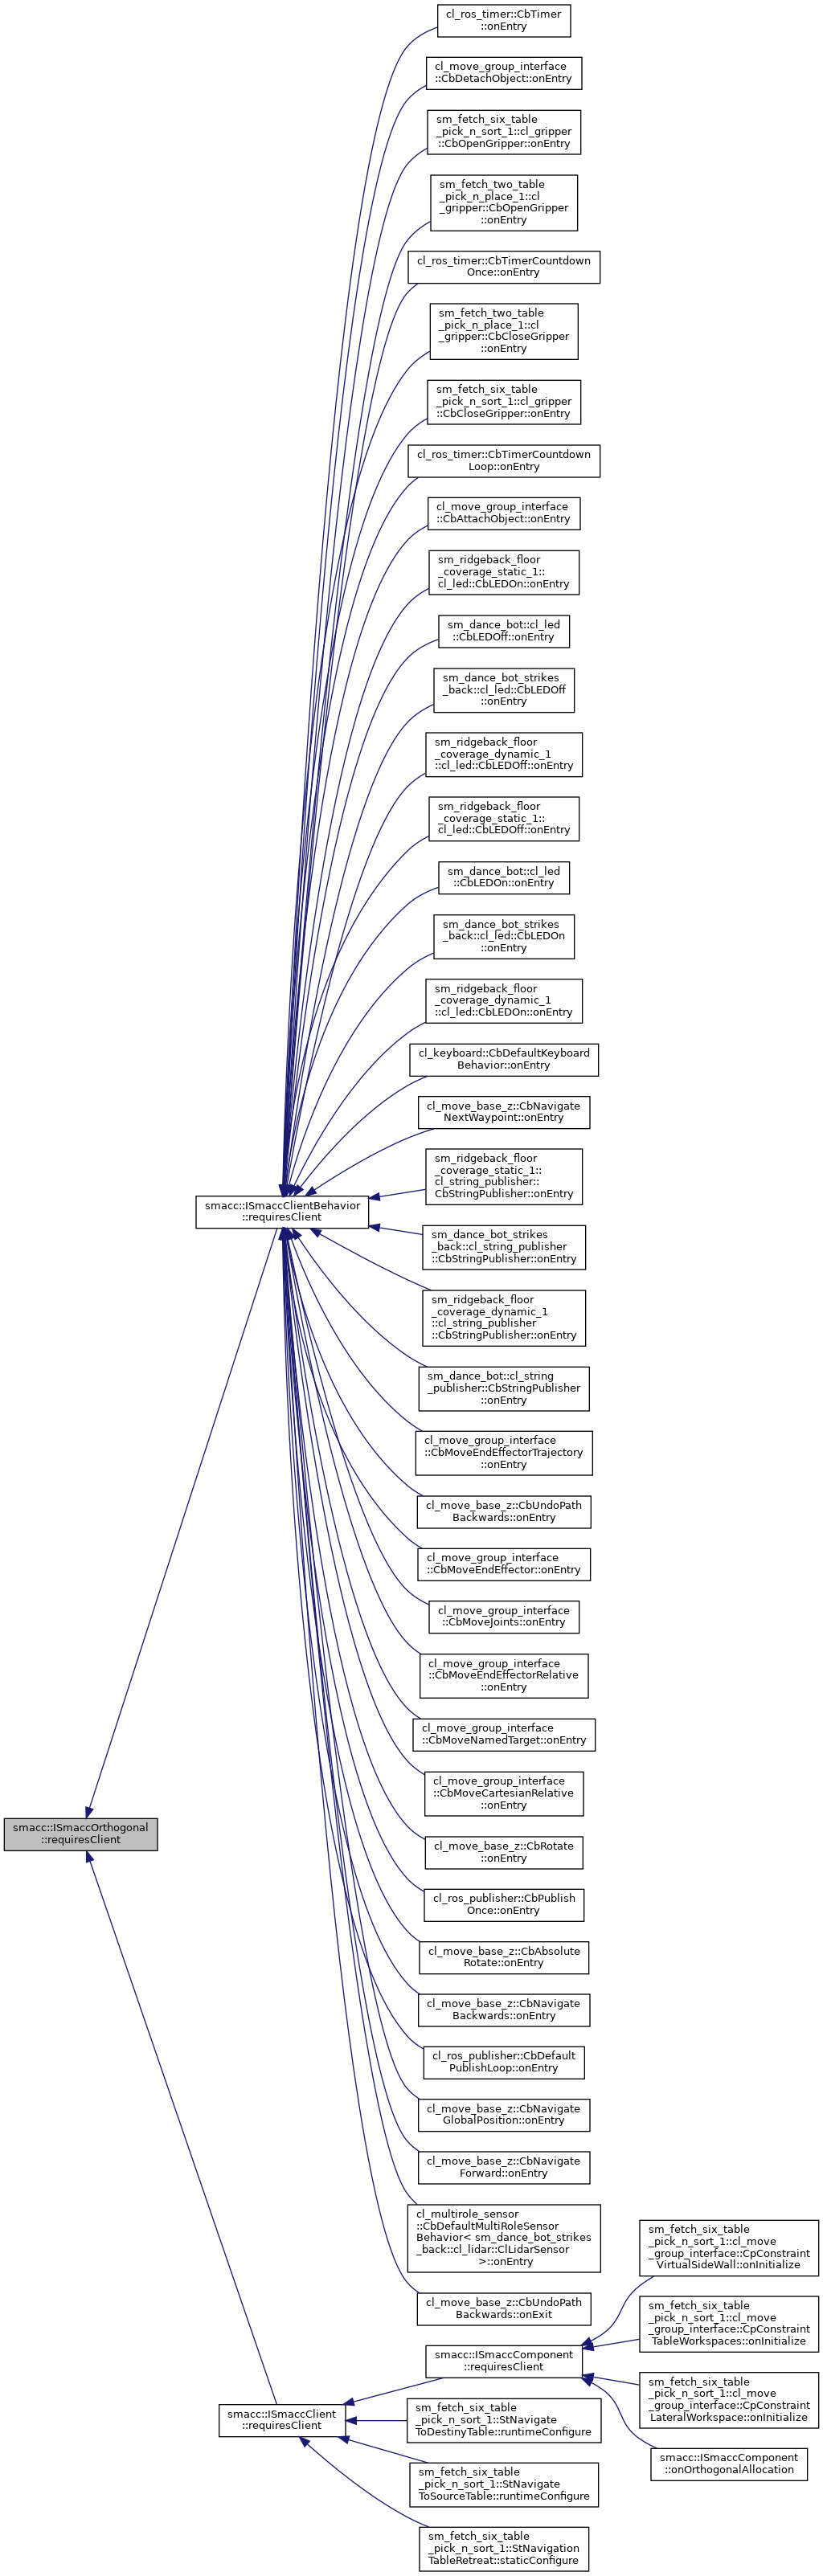 cl_ros_timer::CbTimer
::onEntry
cl_move_group_interface
::CbDetachObject::onEntry
sm_fetch_six_table
_pick_n_sort_1::cl_gripper
::CbOpenGripper::onEntry
sm_fetch_two_table
_pick_n_place_1::cl
_gripper::CbOpenGripper
::onEntry
cl_ros_timer::CbTimerCountdown
Once::onEntry
sm_fetch_two_table
_pick_n_place_1::cl
_gripper::CbCloseGripper
::onEntry
sm_fetch_six_table
_pick_n_sort_1::cl_gripper
::CbCloseGripper::onEntry
cl_ros_timer::CbTimerCountdown
Loop::onEntry
cl_move_group_interface
::CbAttachObject::onEntry
sm_ridgeback_floor
_coverage_static_1::
cl_led::CbLEDOn::onEntry
sm_dance_bot::cl_led
::CbLEDOff::onEntry
sm_dance_bot_strikes
_back::cl_led::CbLEDOff
::onEntry
sm_ridgeback_floor
_coverage_dynamic_1
::cl_led::CbLEDOff::onEntry
sm_ridgeback_floor
_coverage_static_1::
cl_led::CbLEDOff::onEntry
sm_dance_bot::cl_led
::CbLEDOn::onEntry
sm_dance_bot_strikes
_back::cl_led::CbLEDOn
::onEntry
sm_ridgeback_floor
_coverage_dynamic_1
::cl_led::CbLEDOn::onEntry
cl_keyboard::CbDefaultKeyboard
Behavior::onEntry
cl_move_base_z::CbNavigate
NextWaypoint::onEntry
sm_ridgeback_floor
_coverage_static_1::
cl_string_publisher::
CbStringPublisher::onEntry
smacc::ISmaccClientBehavior
::requiresClient
sm_dance_bot_strikes
_back::cl_string_publisher
::CbStringPublisher::onEntry
sm_ridgeback_floor
_coverage_dynamic_1
::cl_string_publisher
::CbStringPublisher::onEntry
sm_dance_bot::cl_string
_publisher::CbStringPublisher
::onEntry
cl_move_group_interface
::CbMoveEndEffectorTrajectory
::onEntry
cl_move_base_z::CbUndoPath
Backwards::onEntry
cl_move_group_interface
::CbMoveEndEffector::onEntry
cl_move_group_interface
::CbMoveJoints::onEntry
cl_move_group_interface
::CbMoveEndEffectorRelative
::onEntry
cl_move_group_interface
::CbMoveNamedTarget::onEntry
cl_move_group_interface
::CbMoveCartesianRelative
::onEntry
smacc::ISmaccOrthogonal
::requiresClient
cl_move_base_z::CbRotate
::onEntry
cl_ros_publisher::CbPublish
Once::onEntry
cl_move_base_z::CbAbsolute
Rotate::onEntry
cl_move_base_z::CbNavigate
Backwards::onEntry
cl_ros_publisher::CbDefault
PublishLoop::onEntry
cl_move_base_z::CbNavigate
GlobalPosition::onEntry
cl_move_base_z::CbNavigate
Forward::onEntry
cl_multirole_sensor
::CbDefaultMultiRoleSensor
Behavior< sm_dance_bot_strikes
_back::cl_lidar::ClLidarSensor
>::onEntry
cl_move_base_z::CbUndoPath
Backwards::onExit
sm_fetch_six_table
_pick_n_sort_1::cl_move
_group_interface::CpConstraint
VirtualSideWall::onInitialize
sm_fetch_six_table
_pick_n_sort_1::cl_move
_group_interface::CpConstraint
TableWorkspaces::onInitialize
smacc::ISmaccComponent
::requiresClient
sm_fetch_six_table
_pick_n_sort_1::cl_move
_group_interface::CpConstraint
LateralWorkspace::onInitialize
smacc::ISmaccClient
::requiresClient
sm_fetch_six_table
_pick_n_sort_1::StNavigate
ToDestinyTable::runtimeConfigure
smacc::ISmaccComponent
::onOrthogonalAllocation
sm_fetch_six_table
_pick_n_sort_1::StNavigate
ToSourceTable::runtimeConfigure
sm_fetch_six_table
_pick_n_sort_1::StNavigation
TableRetreat::staticConfigure